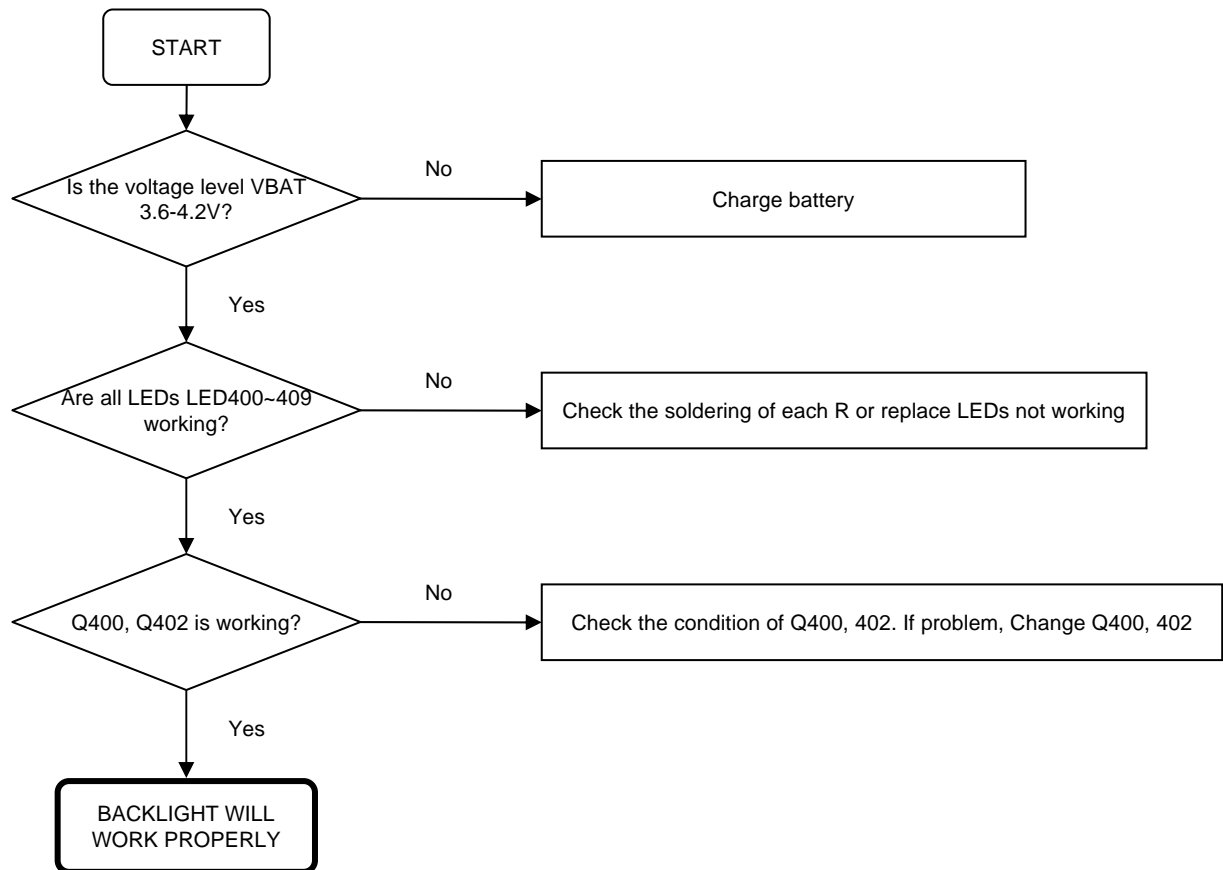 START
Is the voltage level VBAT
3.6-4.2V?
No
Charge battery
Yes
Are all LEDs LED400~409
working?
No
Check the soldering of each R or replace LEDs not working
Yes
Q400, Q402 is working?
No
Check the condition of Q400, 402. If problem, Change Q400, 402
Yes
BACKLIGHT WILL
WORK PROPERLY